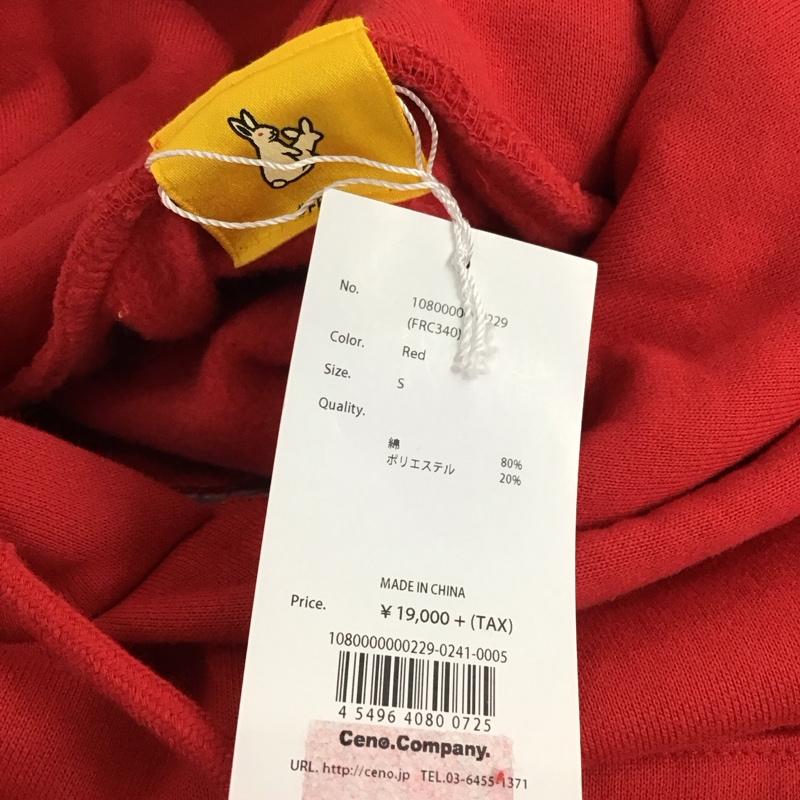 No.
(FRC340)
Color. Red
Size. S
Quality.
綿 80%
ポリエステル 20%
MADE IN CHINA
Price. ¥ 19,000 + (TAX)
1080000000229-0241-0005
4 5496 4080 0725
Ceno.Company.
URL. http://ceno.jp TEL.03-6455-1371